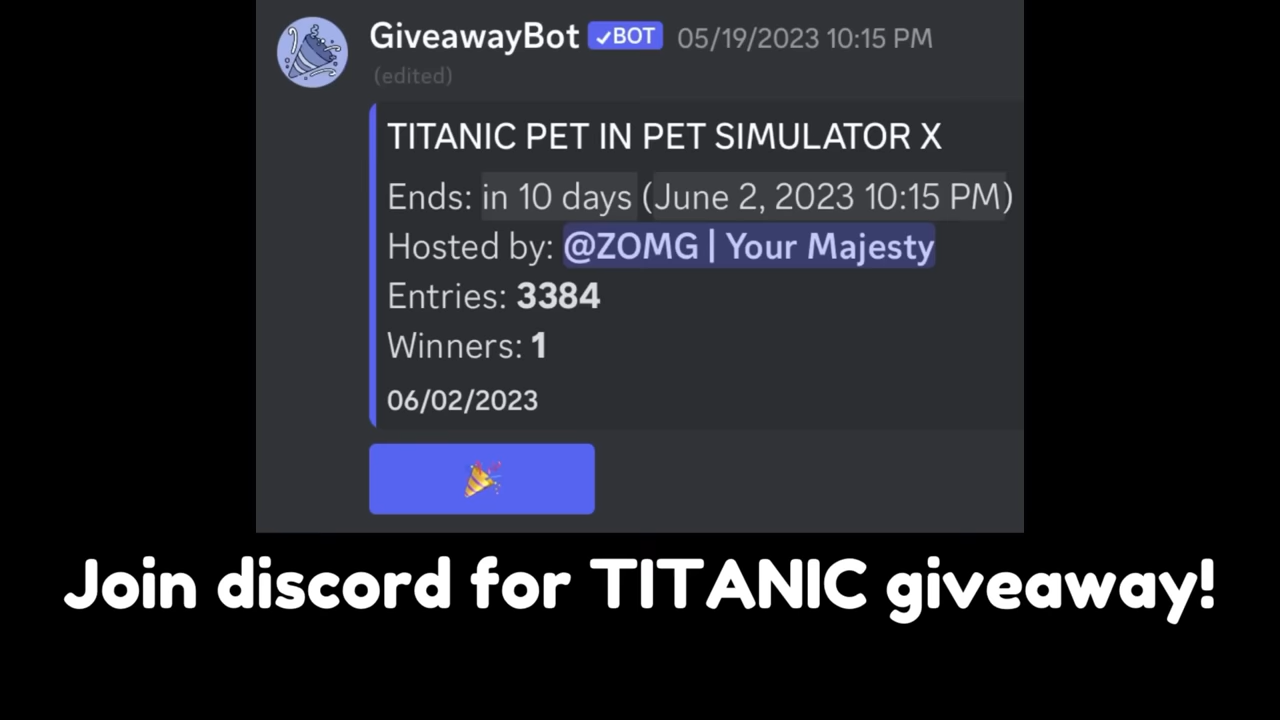 GiveawayBot ✓BOT 05/19/2023 10:15 PM
(edited)
TITANIC PET IN PET SIMULATOR X
Ends: in 10 days (June 2, 2023 10:15 PM)
Hosted by: @ZOMG | Your Majesty
Entries: 3384
Winners: 1
06/02/2023
Join discord for TITANIC giveaway!